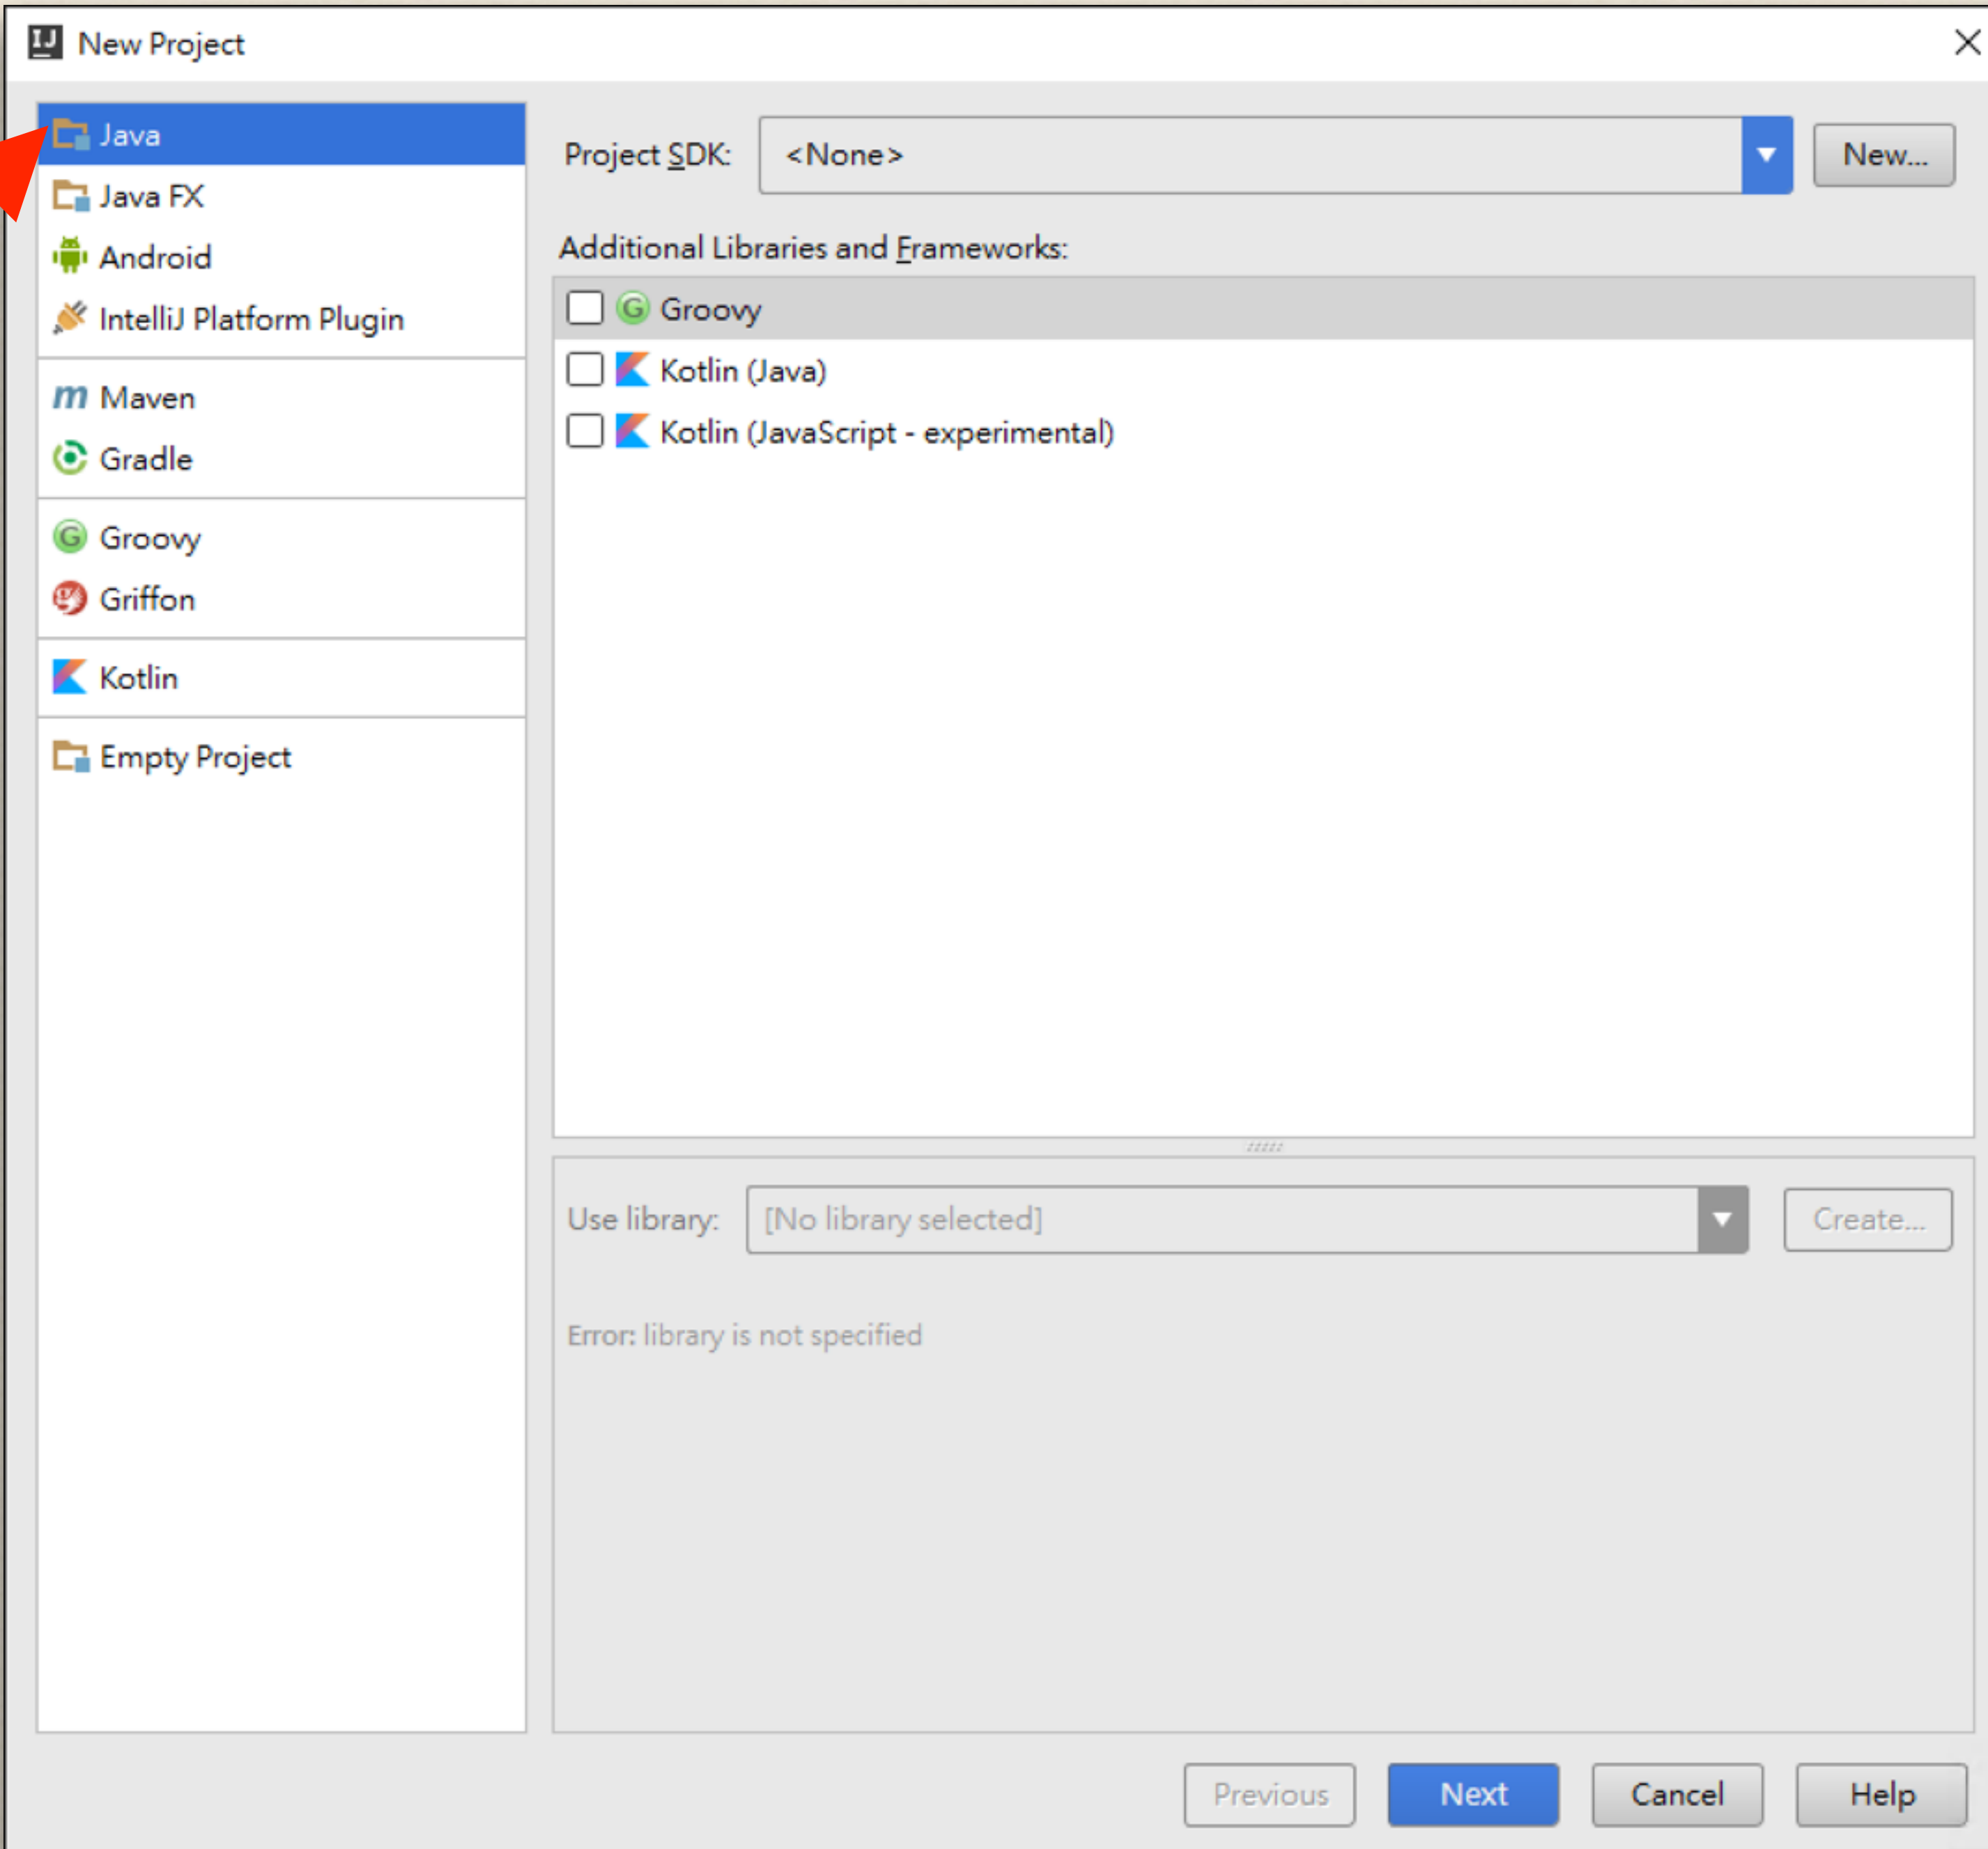 New Project
Java
Java FX
Android
IntelliJ Platform Plugin
Maven
Gradle
Groovy
Griffon
Kotlin
Empty Project
Project SDK: <None> New...
Additional Libraries and Frameworks:
Groovy
Kotlin (Java)
Kotlin (JavaScript - experimental)
Use library: [No library selected] Create...
Error: library is not specified
Previous Next Cancel Help